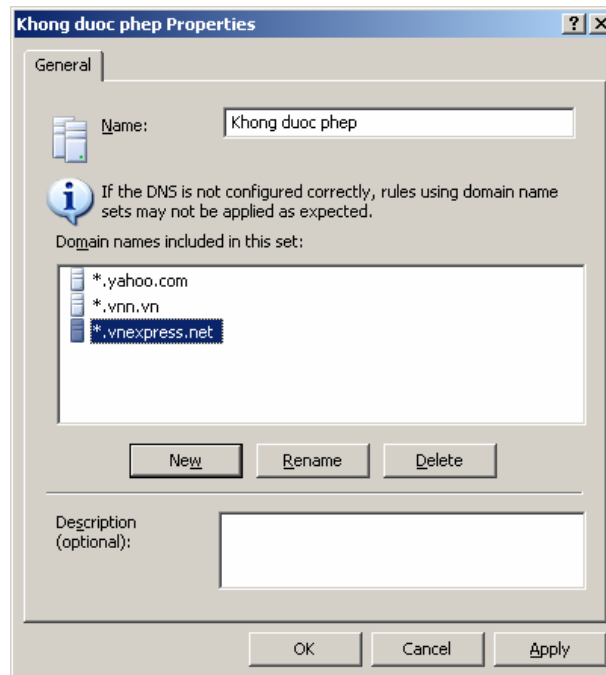 Khong duoc phep Properties
General
Name:
Khong duoc phep
If the DNS is not configured correctly, rules using domain name
sets may not be applied as expected.
Domain names included in this set:
*.yahoo.com
*.vnn.vn
*.vnexpress.net
New
Rename
Delete
Description
(optional):
OK
Cancel
Apply